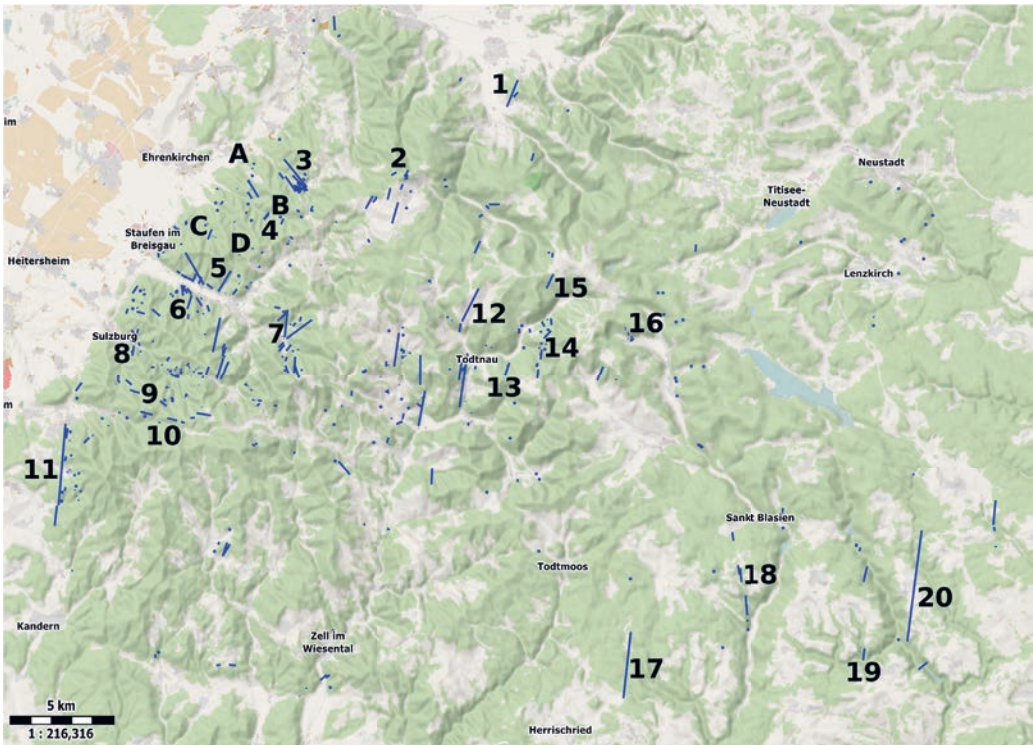 1
A
Ehrenkirchen
3
2
Neustadt
Titisee-
Neustadt
B
C
4
Staufen im
Breisgau
D
Heitersheim
5
Lenzkirch
15
6
12
16
7
Sulzburg
8
14
Todtnau
13
9
10
11
Sankt Blasien
Todtmoos
18
20
Kandern
Zell im
Wiesental
17
19
5 km
1 : 216,316
Herrischried
im
m